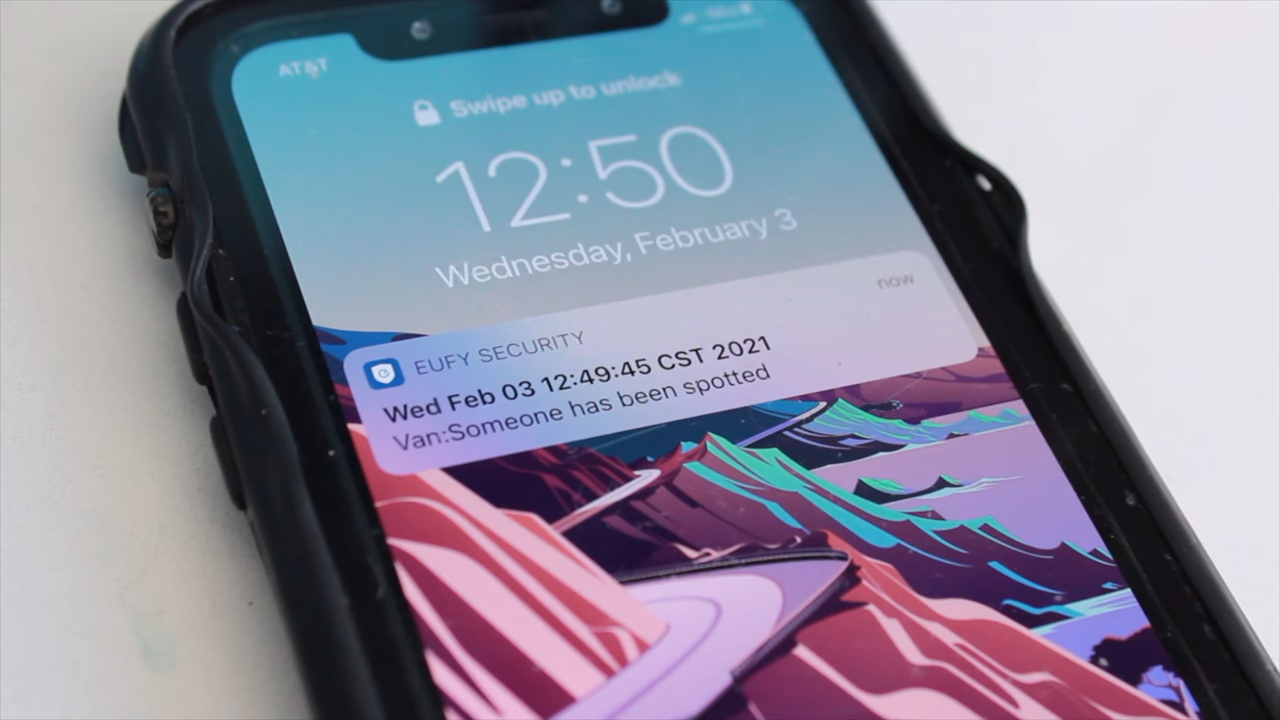 AT&T
Swipe up to unlock
12:50
Wednesday, February 3
EUFY SECURITY
now
Wed Feb 03 12:49:45 CST 2021
Van:Someone has been spotted